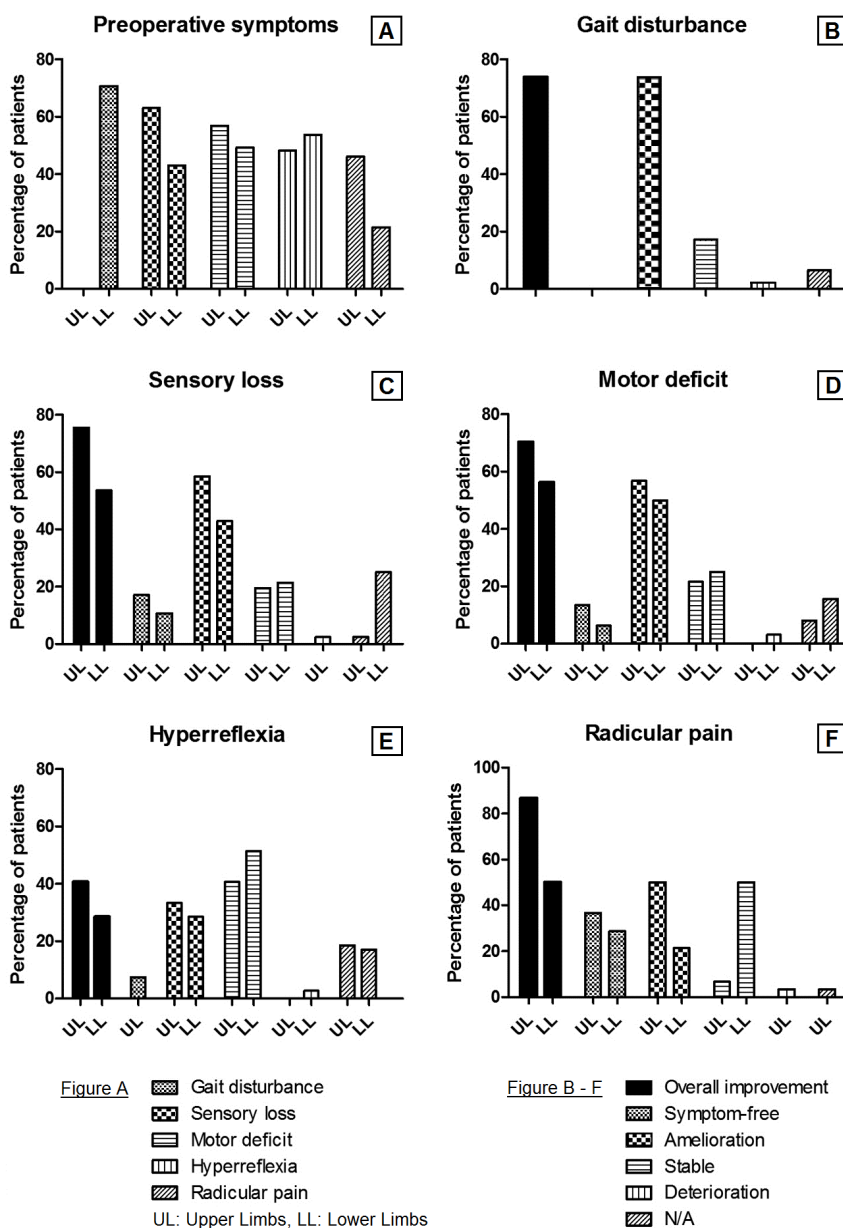 Preoperative symptoms
A
Percentage of patients
80
60
40
20
0
UL LL UL LL UL LL UL LL UL LL
Gait disturbance
B
Percentage of patients
80
60
40
20
0
Sensory loss
C
Percentage of patients
80
60
40
20
0
UL LL UL LL UL LL UL LL UL UL LL
Motor deficit
D
Percentage of patients
80
60
40
20
0
UL LL UL LL UL LL UL LL UL LL UL LL
Hyperreflexia
E
Percentage of patients
80
60
40
20
0
UL LL UL UL LL UL LL UL LL UL LL
Radicular pain
F
Percentage of patients
100
80
60
40
20
0
UL LL UL LL UL LL UL LL UL UL
Figure A
Gait disturbance
Sensory loss
Motor deficit
Hyperreflexia
Radicular pain
UL: Upper Limbs, LL: Lower Limbs
Figure B - F
Overall improvement
Symptom-free
Amelioration
Stable
Deterioration
N/A